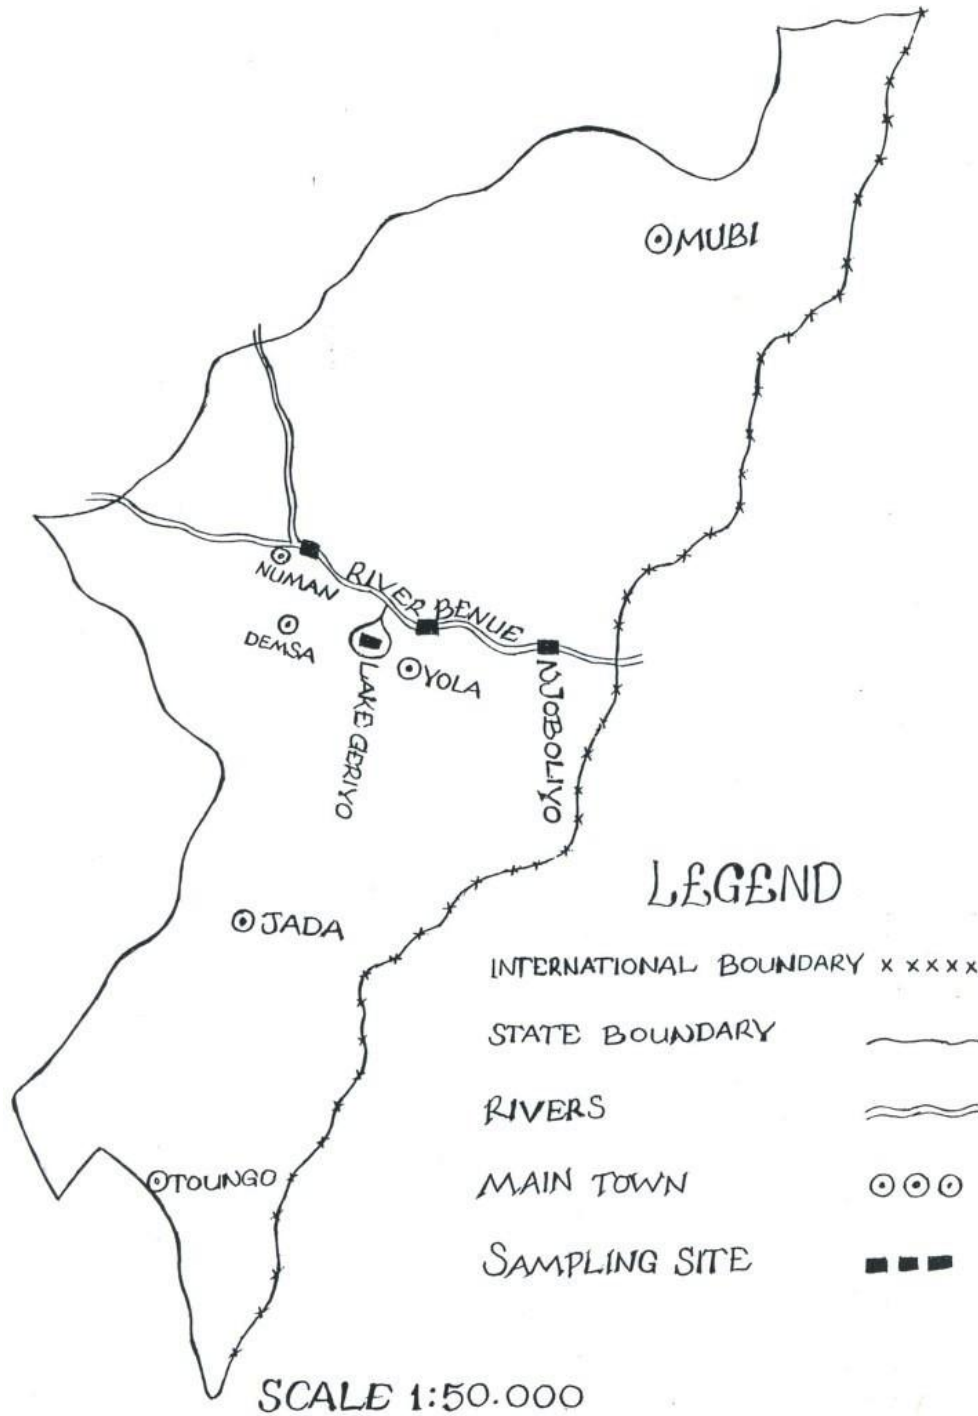 MUBI
RIVER BENUE
NUMAN
DEMSA
YOLA
LAKE GERIYO
NJOBOLIYO
JADA
TOUNGO
LEGEND
INTERNATIONAL BOUNDARY
STATE BOUNDARY
RIVERS
MAIN TOWN
SAMPLING SITE
SCALE 1:50.000